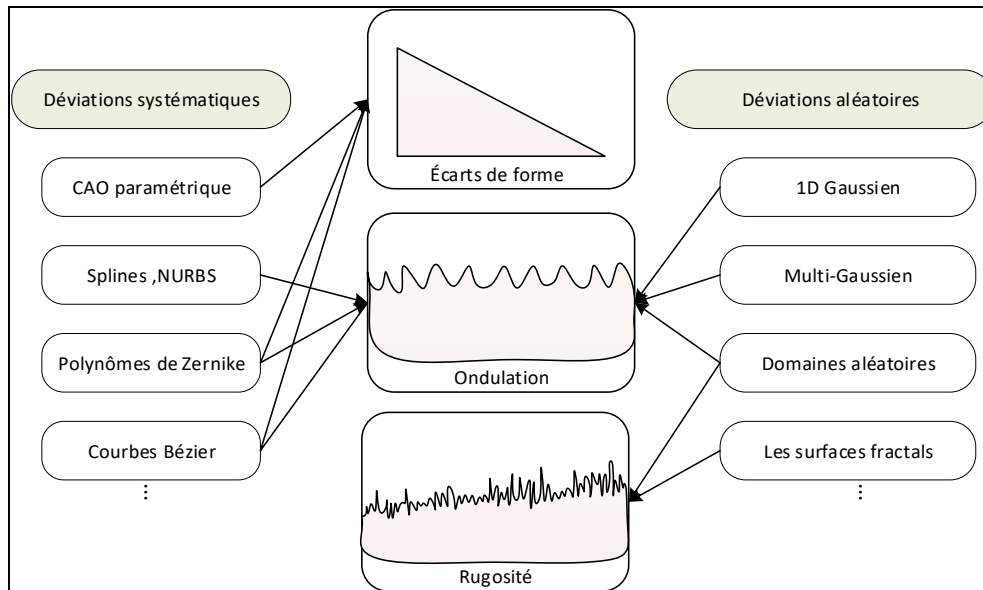 Déviations systématiques
CAO paramétrique
Splines ,NURBS
Polynômes de Zernike
Courbes Bézier
...
Écarts de forme
Ondulation
Rugosité
Déviations aléatoires
1D Gaussien
Multi-Gaussien
Domaines aléatoires
Les surfaces fractals
...